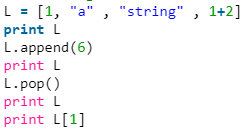 L = [1, "a" , "string" , 1+2]
print L
L.append(6)
print L
L.pop()
print L
print L[1]